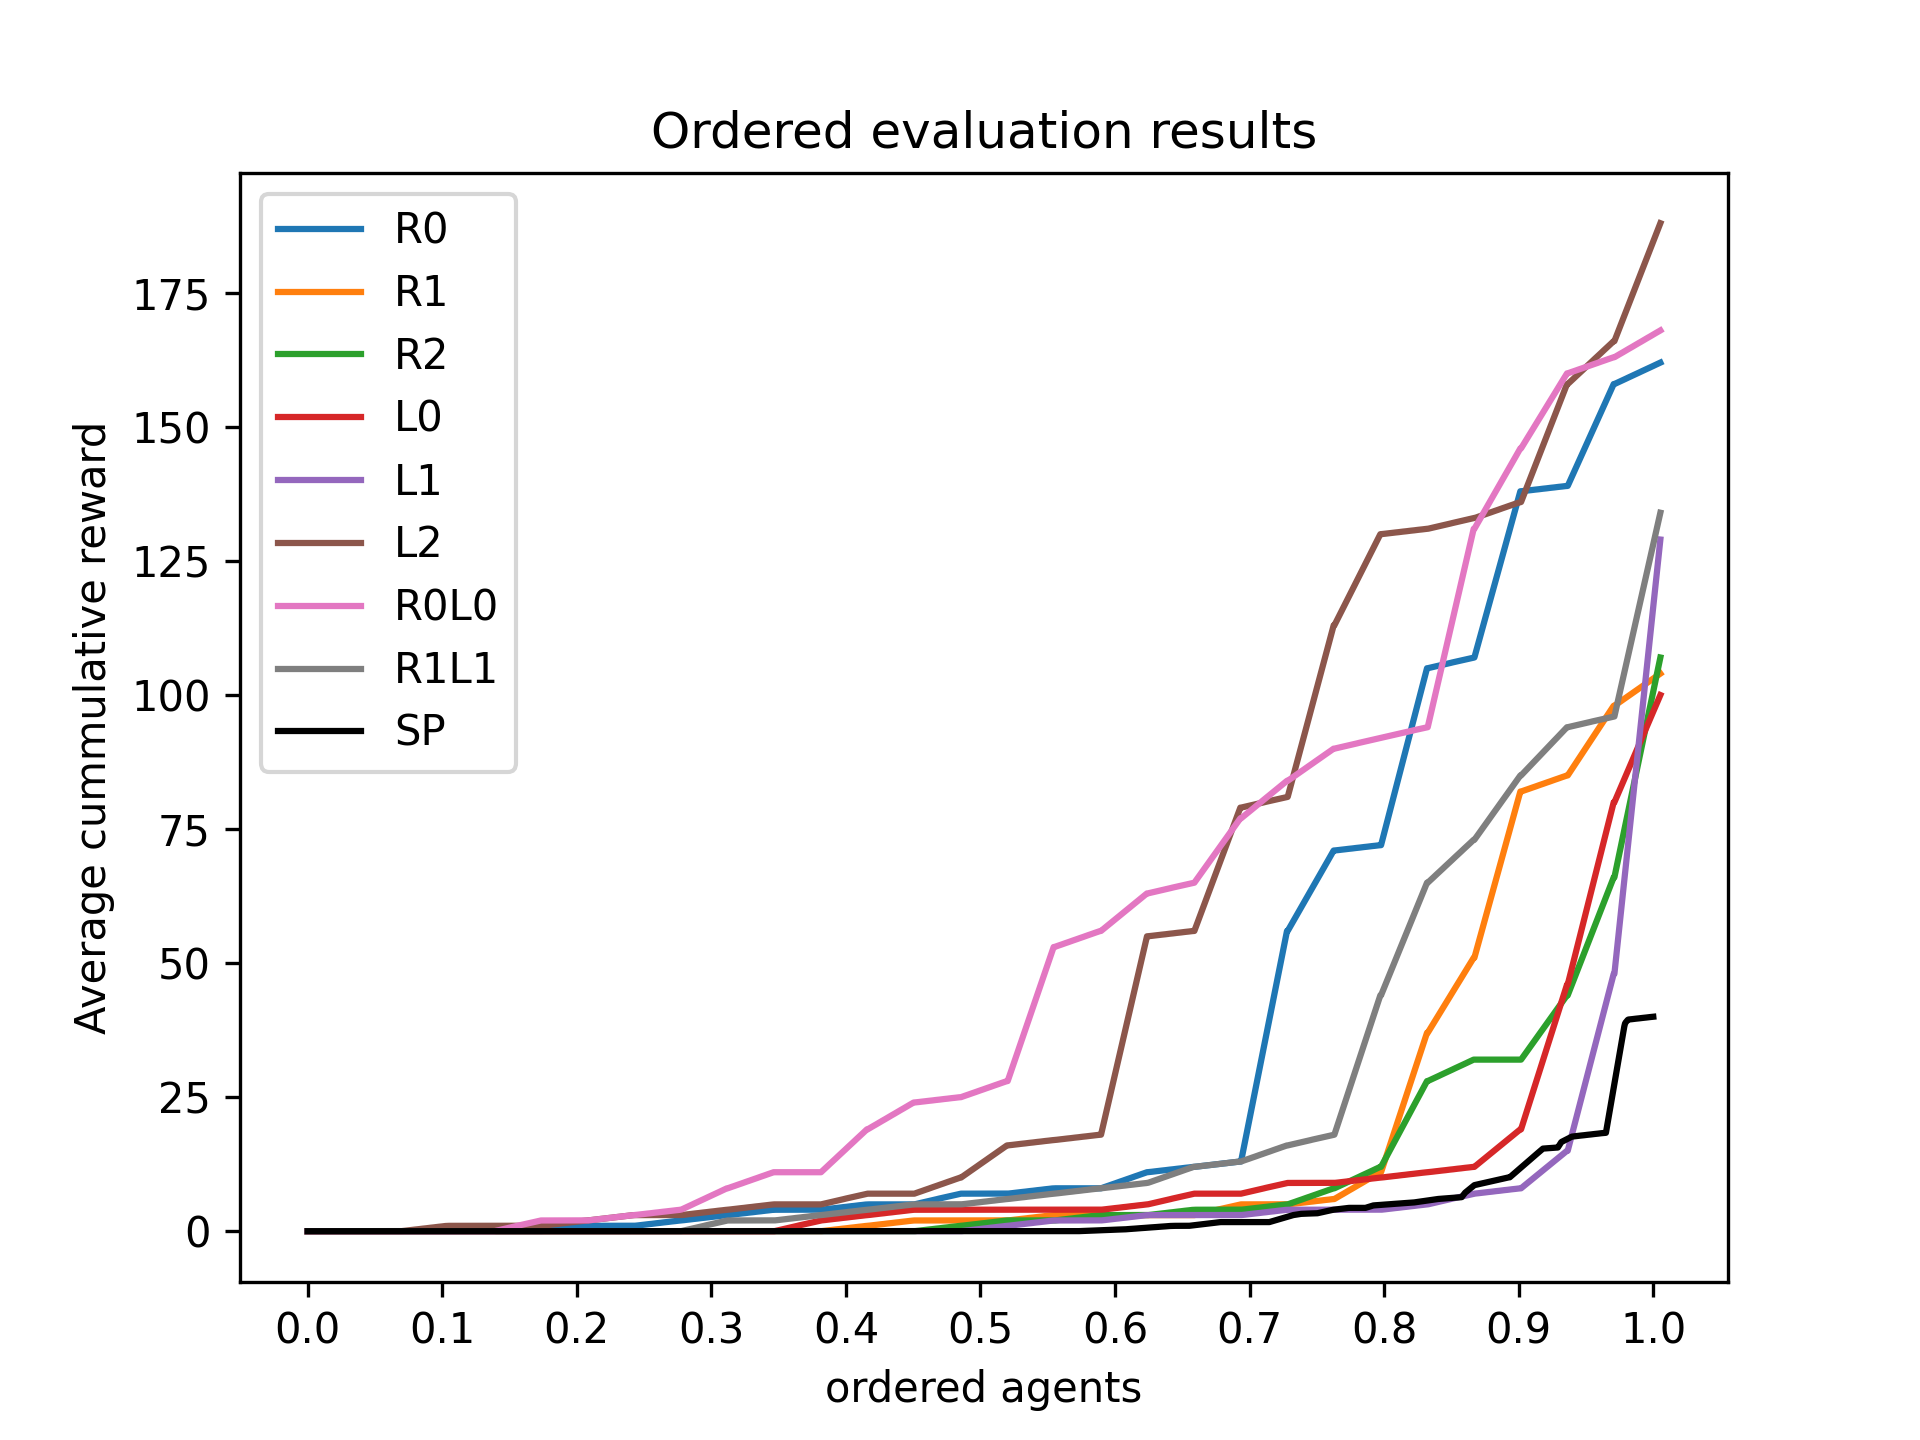 Ordered evaluation results
R0
R1
R2
L0
L1
L2
R0L0
R1L1
SP
175
150
125
100
75
50
25
0
Average cummulative reward
0.0 0.1 0.2 0.3 0.4 0.5 0.6 0.7 0.8 0.9 1.0
ordered agents